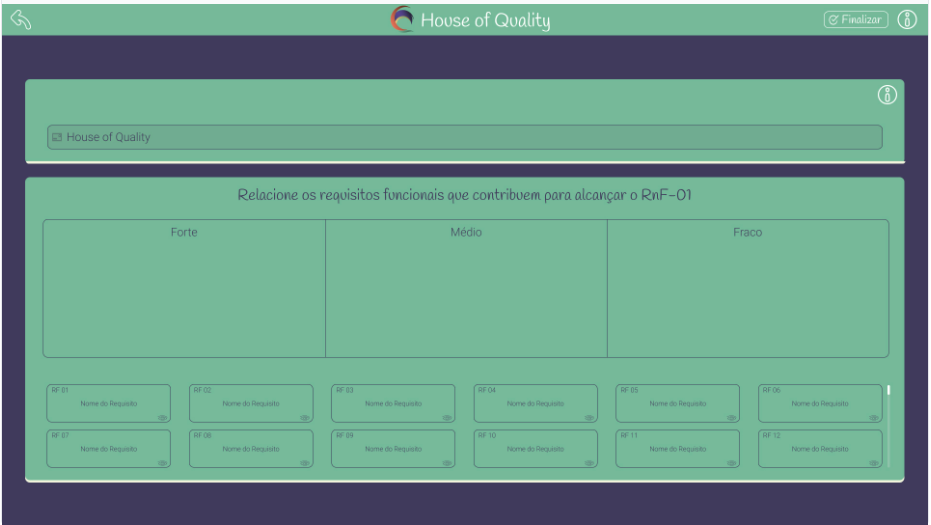 House of Quality
Finalizar
House of Quality
Relacione os requisitos funcionais que contribuem para alcançar o RnF-01
Forte Médio Fraco
RF 01 RF 02 RF 03 RF 04 RF 05 RF 06
Nome do Requisito Nome do Requisito Nome do Requisito Nome do Requisito Nome do Requisito Nome do Requisito
RF 07 RF 08 RF 09 RF 10 RF 11 RF 12
Nome do Requisito Nome do Requisito Nome do Requisito Nome do Requisito Nome do Requisito Nome do Requisito